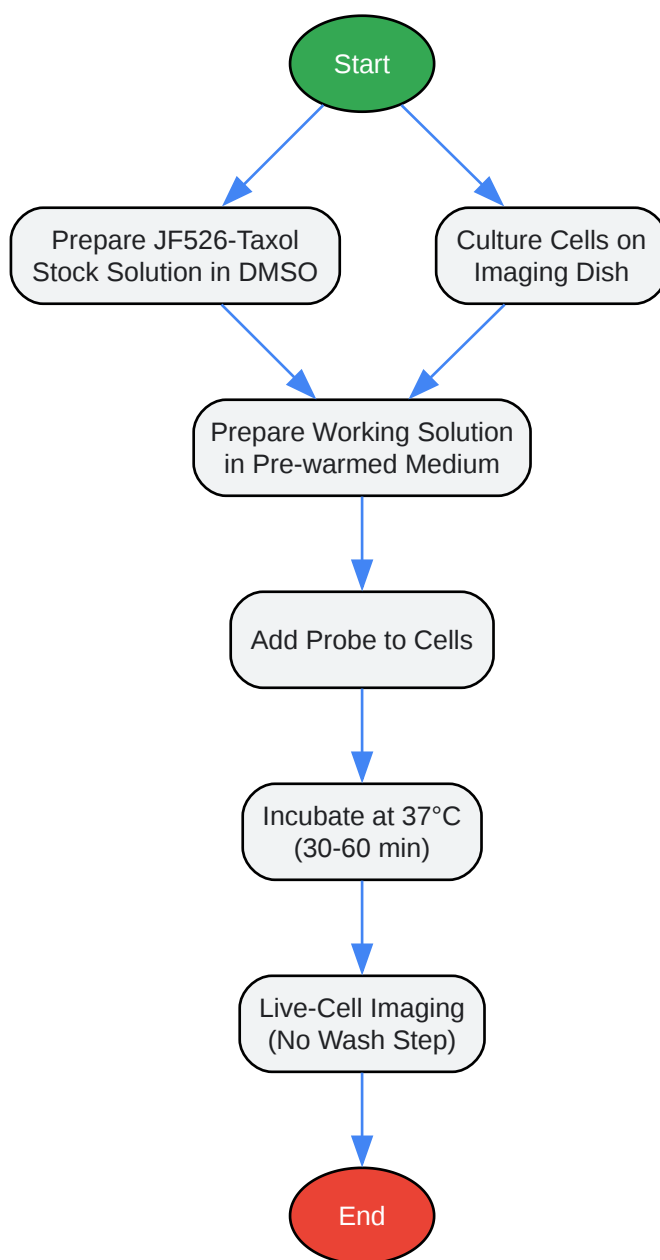 Start
Prepare JF526-Taxol
Stock Solution in DMSO
Culture Cells on
Imaging Dish
Prepare Working Solution
in Pre-warmed Medium
Add Probe to Cells
Incubate at 37°C
(30-60 min)
Live-Cell Imaging
(No Wash Step)
End